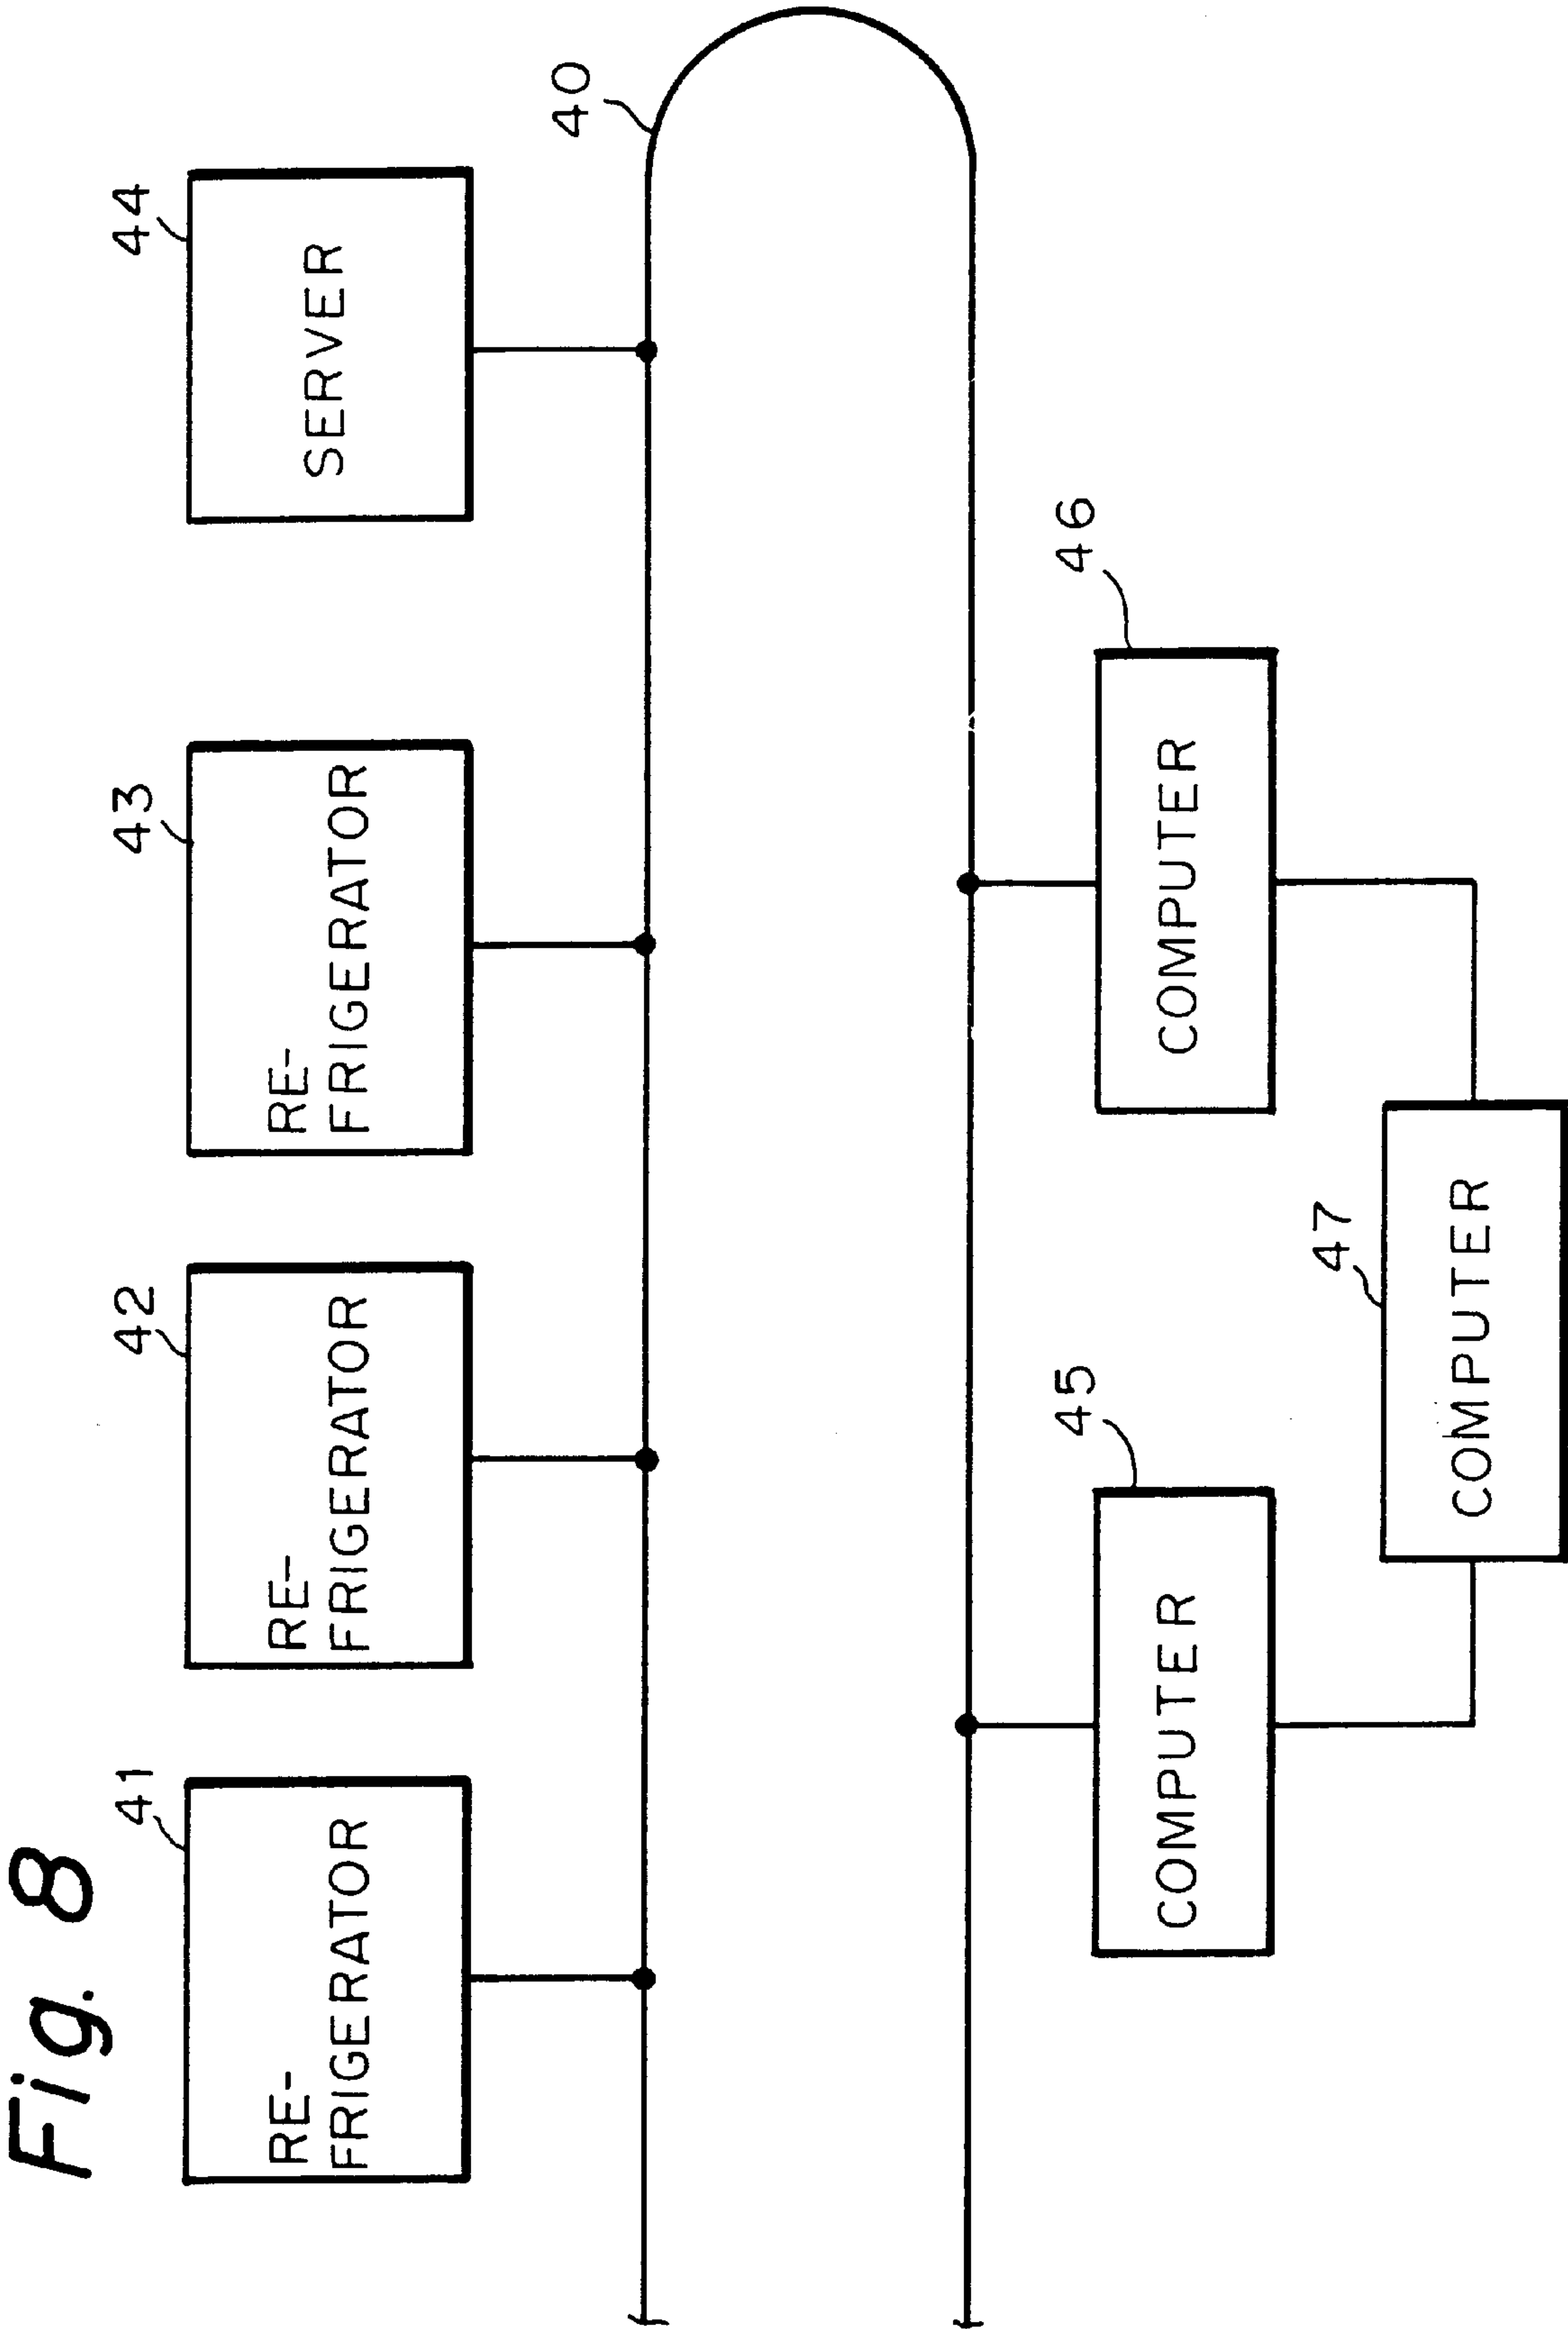 Fig. 8
41
RE-
FRIGERATOR
42
RE-
FRIGERATOR
43
RE-
FRIGERATOR
44
SERVER
40
45
COMPUTER
46
COMPUTER
47
COMPUTER